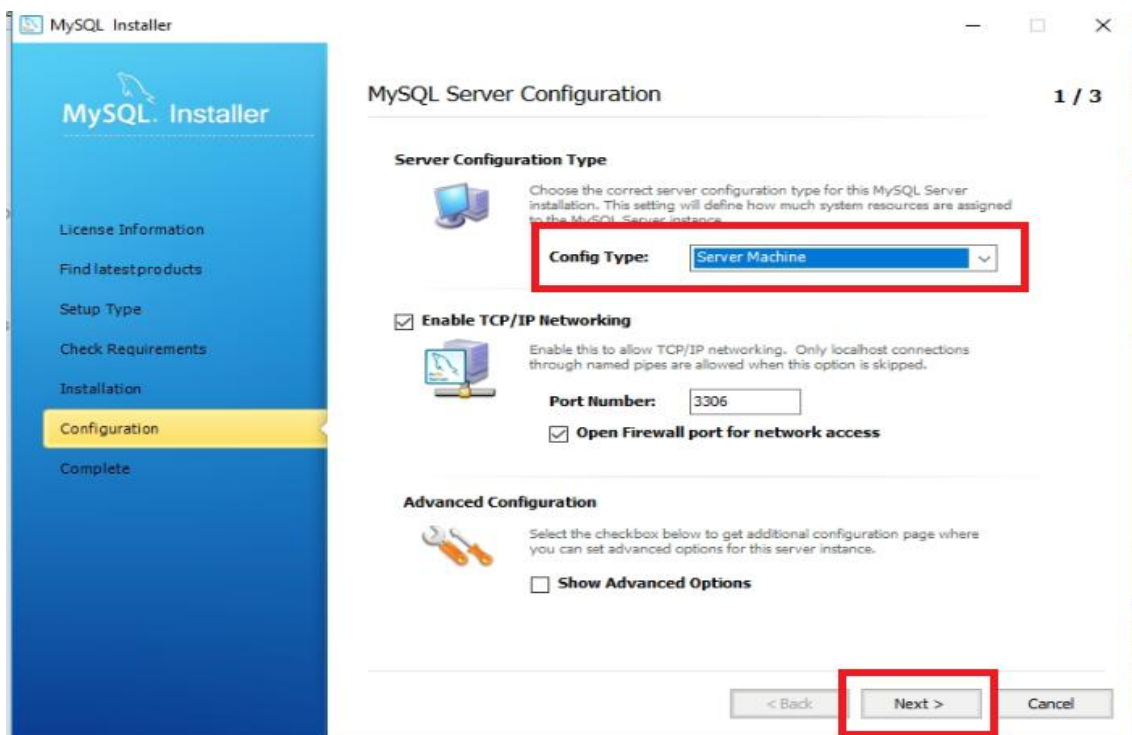 MySQL Installer
MySQL. Installer
License Information
Find latest products
Setup Type
Check Requirements
Installation
Configuration
Complete
MySQL Server Configuration
1 / 3
Server Configuration Type
Choose the correct server configuration type for this MySQL Server
installation. This setting will define how much system resources are assigned
to the MySQL Server instance.
Config Type:
Server Machine
Enable TCP/IP Networking
Enable this to allow TCP/IP networking. Only localhost connections
through named pipes are allowed when this option is skipped.
Port Number:
3306
Open Firewall port for network access
Advanced Configuration
Select the checkbox below to get additional configuration page where
you can set advanced options for this server instance.
Show Advanced Options
< Back
Next >
Cancel